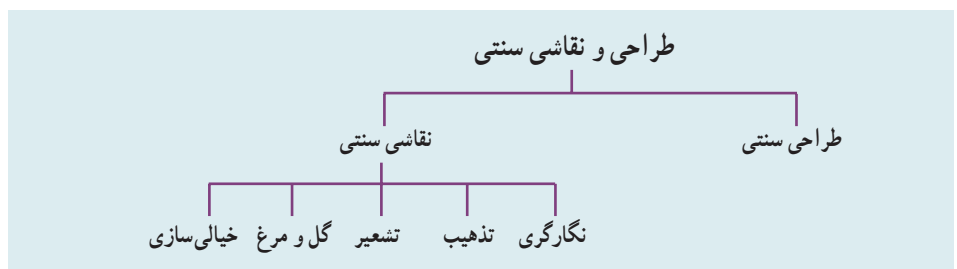 طراحی و نقاشی سنتی
طراحی سنتی نقاشی سنتی
نگارگری تذهیب تشعیر گل و مرغ خیالی‌سازی